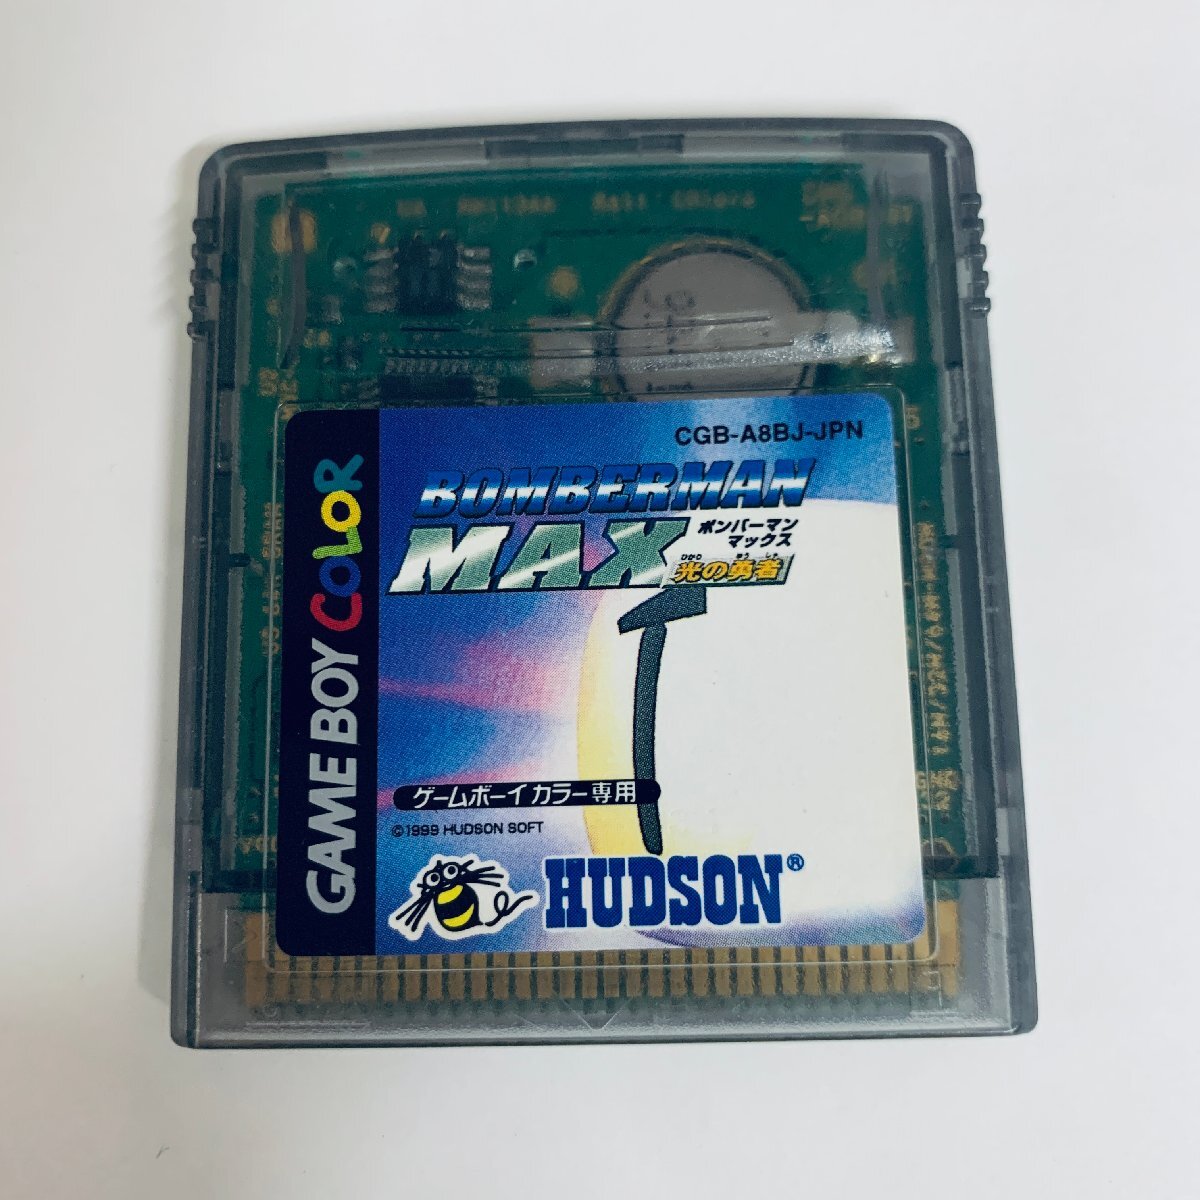 CGB-A8BJ-JPN
BOMBERMAN
MAX
ボンバーマン
マックス
ひかり ゆうしゃ
光の勇者
GAME BOY COLOR
ゲームボーイカラー専用
©1999 HUDSON SOFT
HUDSON®